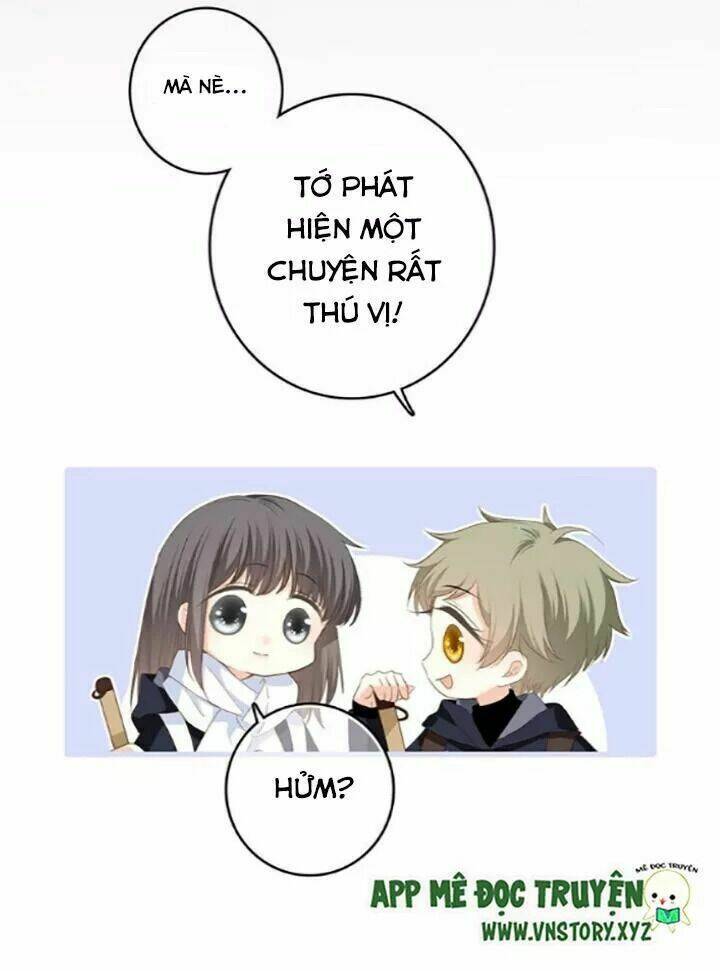 MÀ NÈ...
TỚ PHÁT
HIỆN MỘT
CHUYỆN RẤT
THÚ VỊ!
HỬM?
MÊ ĐỌC TRUYỆN
APP MÊ ĐỌC TRUYỆN
WWW.VNSTORY.XYZ